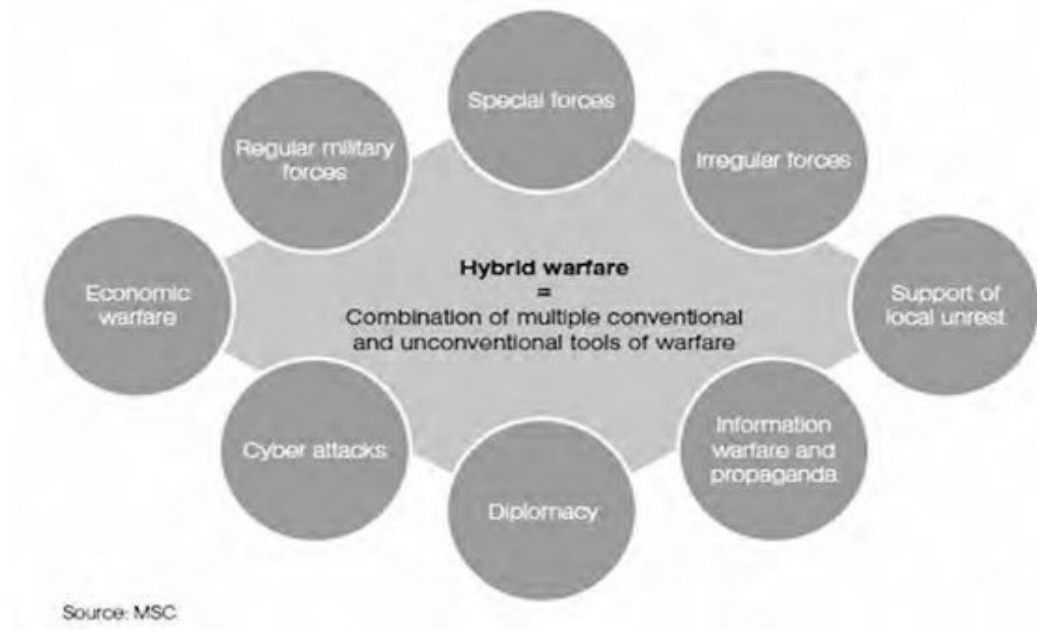 Special forces
Regular military
forces
Irregular forces
Economic
warfare
Hybrid warfare
=
Combination of multiple conventional
and unconventional tools of warfare
Support of
local unrest
Cyber attacks
Information
warfare and
propaganda
Diplomacy
Source: MSC